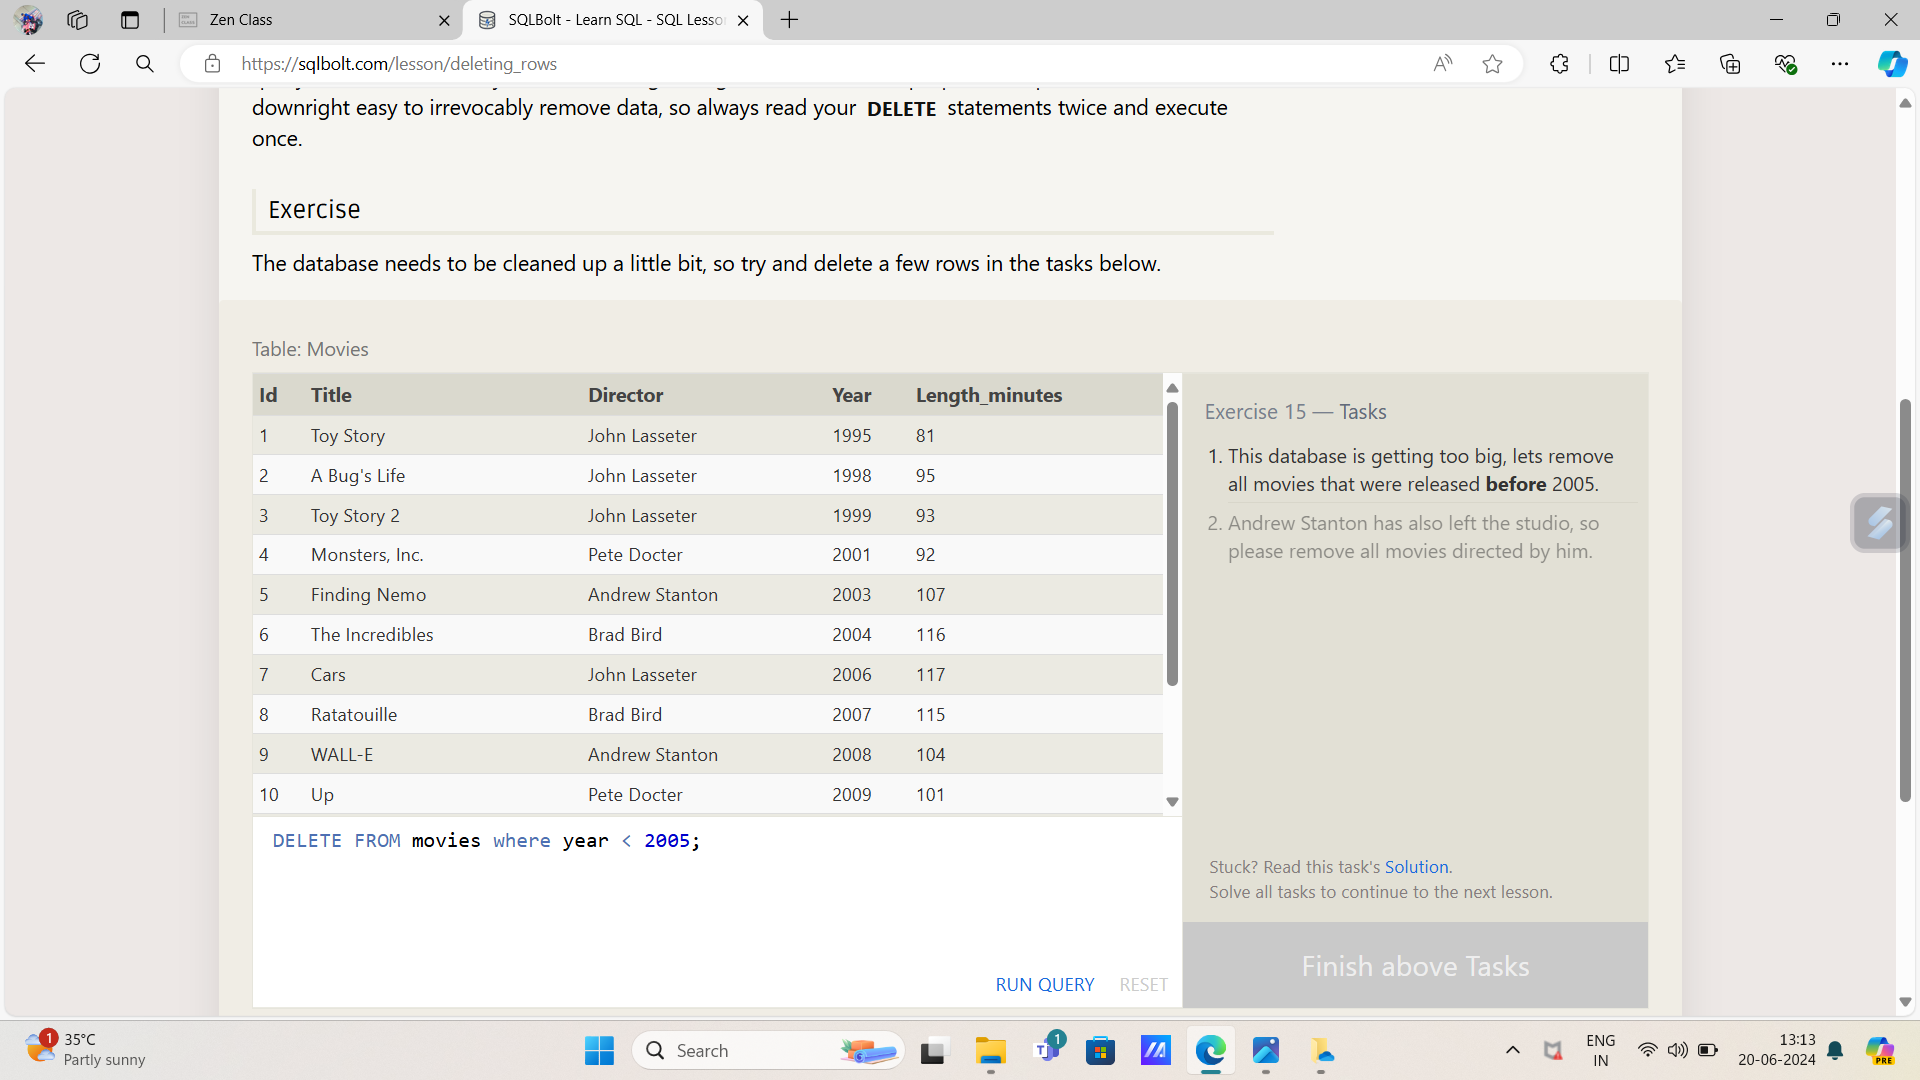 Zen Class
SQLBolt - Learn SQL - SQL Lesso
https://sqlbolt.com/lesson/deleting_rows
downright easy to irrevocably remove data, so always read your DELETE statements twice and execute
once.
Exercise
The database needs to be cleaned up a little bit, so try and delete a few rows in the tasks below.
Table: Movies
Id Title Director Year Length_minutes
1 Toy Story John Lasseter 1995 81
2 A Bug's Life John Lasseter 1998 95
3 Toy Story 2 John Lasseter 1999 93
4 Monsters, Inc. Pete Docter 2001 92
5 Finding Nemo Andrew Stanton 2003 107
6 The Incredibles Brad Bird 2004 116
7 Cars John Lasseter 2006 117
8 Ratatouille Brad Bird 2007 115
9 WALL-E Andrew Stanton 2008 104
10 Up Pete Docter 2009 101
DELETE FROM movies where year < 2005;
RUN QUERY RESET
Exercise 15 — Tasks
1. This database is getting too big, lets remove
all movies that were released before 2005.
2. Andrew Stanton has also left the studio, so
please remove all movies directed by him.
Stuck? Read this task's Solution.
Solve all tasks to continue to the next lesson.
Finish above Tasks
1
35°C
Partly sunny
Search
1
ENG
IN
13:13
20-06-2024
PRE